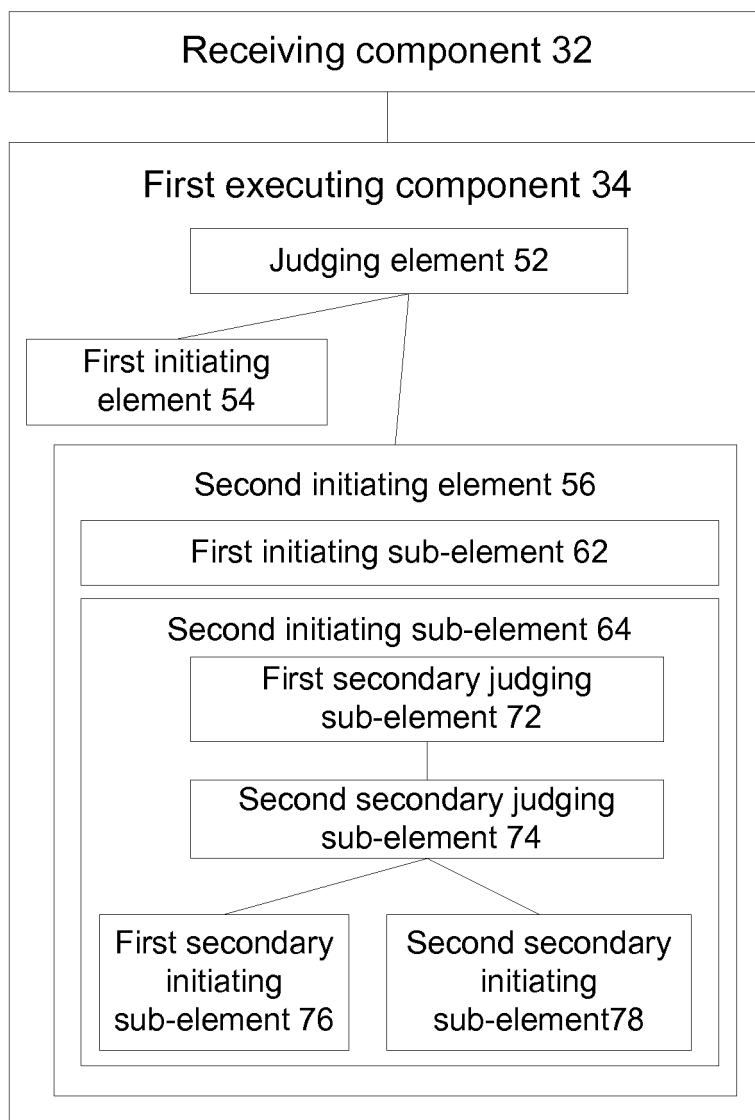 Receiving component 32
First executing component 34
Judging element 52
First initiating
element 54
Second initiating element 56
First initiating sub-element 62
Second initiating sub-element 64
First secondary judging
sub-element 72
Second secondary judging
sub-element 74
First secondary
initiating
sub-element 76
Second secondary
initiating
sub-element78